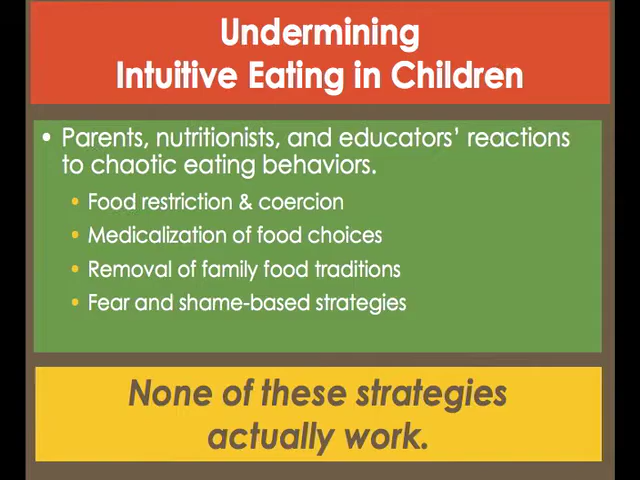 Undermining
Intuitive Eating in Children
• Parents, nutritionists, and educators’ reactions
to chaotic eating behaviors.
• Food restriction & coercion
• Medicalization of food choices
• Removal of family food traditions
• Fear and shame-based strategies
None of these strategies
actually work.